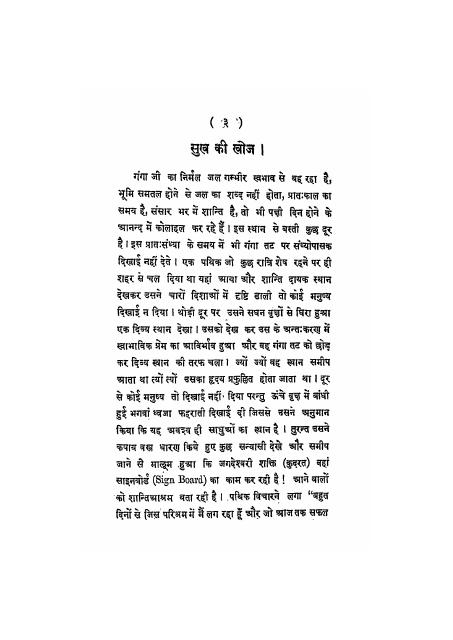 ( ३ )
सुख की खोज ।
गंगा जी का निर्मल जल गम्भीर स्वभाव से बह रहा है,
भूमि समतल होने से जल का शब्द नहीं होता, प्रातःकाल का
समय है, संसार भर में शान्ति है, तो भी पक्षी दिन होने के
आनन्द में कोलाहल कर रहे हैं । इस स्थान से बस्ती कुछ दूर
है । इस प्रातःसंध्या के समय में भी गंगा तट पर संध्योपासक
दिखाई नहीं देते । एक पथिक जो कुछ रात्रि शेष रहने पर ही
शहर से चल दिया था यहां आया और शान्ति दायक स्थान
देखकर उसने चारों दिशाओं में दृष्टि डाली तो कोई मनुष्य
दिखाई न दिया । थोड़ी दूर पर उसने सघन वृक्षों से घिरा हुआ
एक दिव्य स्थान देखा । उसको देख कर उस के अन्तःकरण में
स्वाभाविक प्रेम का आविर्भाव हुआ और वह गंगा तट को छोड़
कर दिव्य स्थान की तरफ चला । ज्यों ज्यों वह स्थान समीप
आता था त्यों त्यों उसका हृदय प्रफुल्लित होता जाता था । दूर
से कोई मनुष्य तो दिखाई नहीं दिया परन्तु ऊंचे वृक्ष में बांधी
हुई भगवां ध्वजा फहराती दिखाई दी जिससे उसने अनुमान
किया कि यह अवश्य ही साधुओं का स्थान है । तुरन्त उसने
कषाय वस्त्र धारण किये हुए कुछ सन्यासी देखे और समीप
जाने से मालूम हुआ कि जगदेश्वरी शक्ति (कुदरत) वहां
साइनबोर्ड (Sign Board) का काम कर रही है ! आने वालों
को शान्तिआश्रम बता रही है । पथिक विचारने लगा "बहुत
दिनों से जिस परिश्रम में मैं लग रहा हूँ और जो आज तक सफल